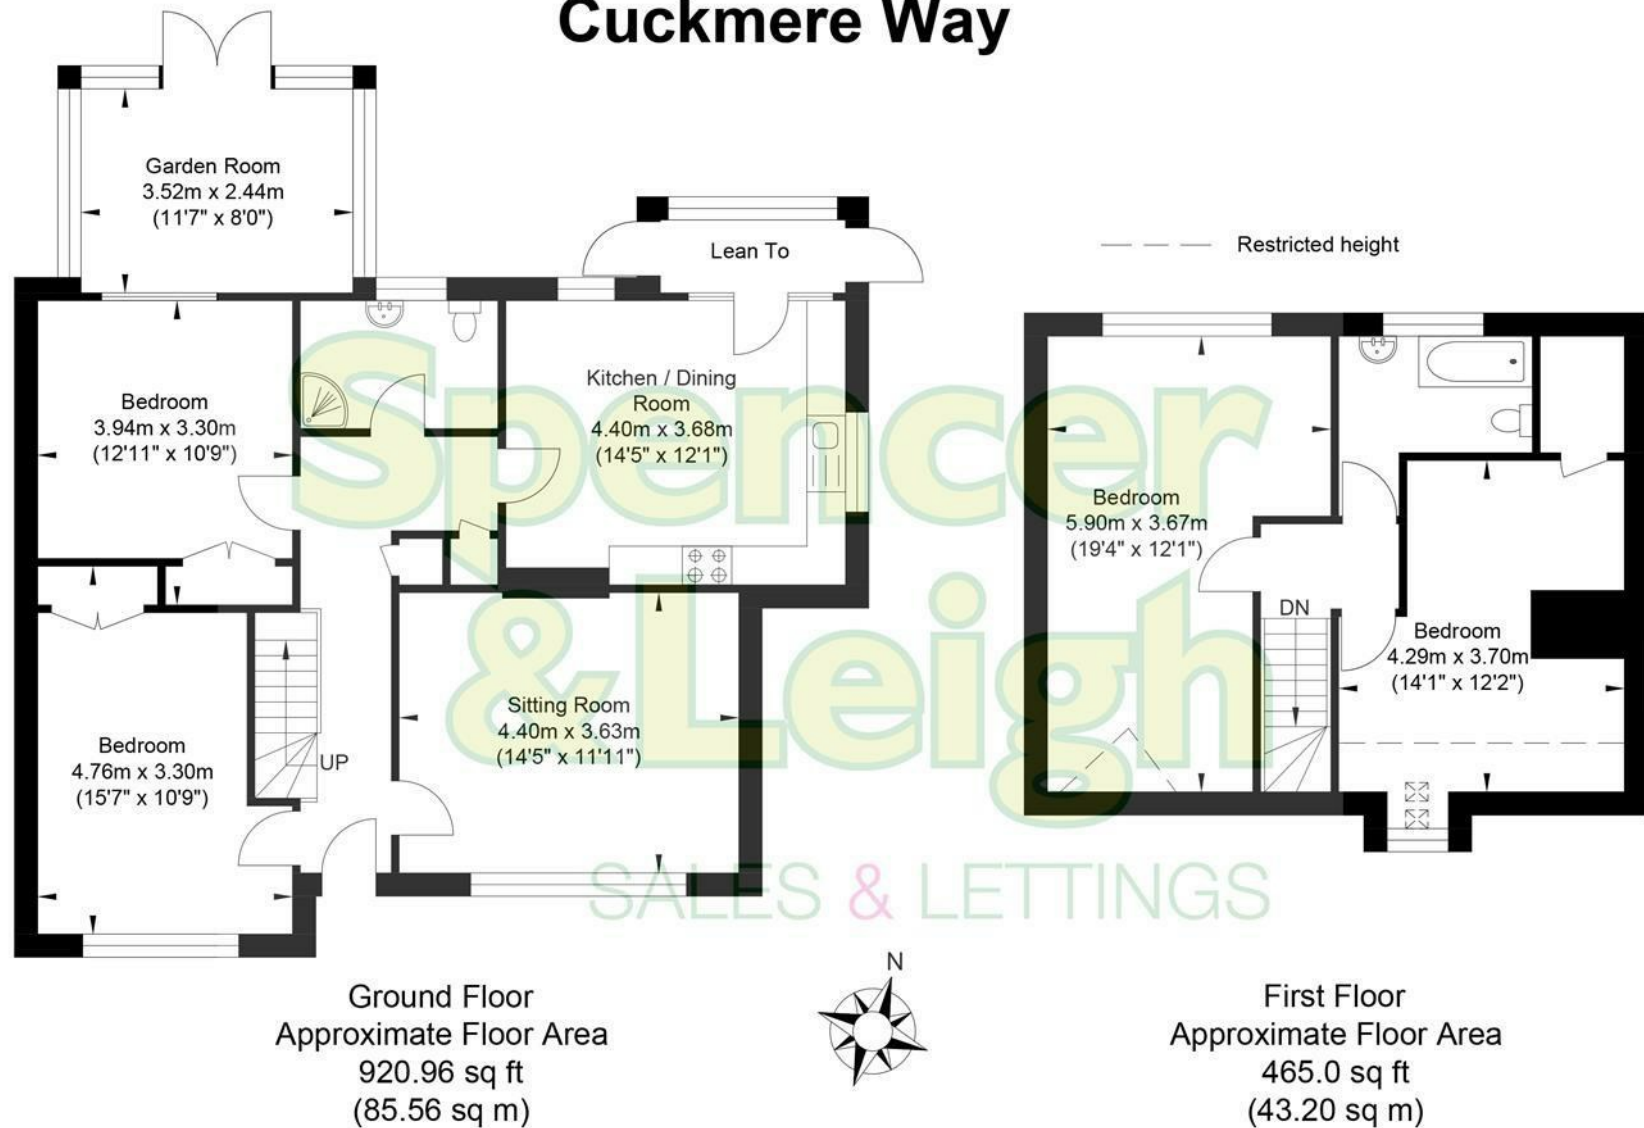 Cuckmere Way
Garden Room
3.52m x 2.44m
(11'7" x 8'0")
Lean To
Restricted height
Bedroom
3.94m x 3.30m
(12'11" x 10'9")
Kitchen / Dining
Room
4.40m x 3.68m
(14'5" x 12'1")
Bedroom
5.90m x 3.67m
(19'4" x 12'1")
DN
Bedroom
4.29m x 3.70m
(14'1" x 12'2")
Sitting Room
4.40m x 3.63m
(14'5" x 11'11")
Bedroom
4.76m x 3.30m
(15'7" x 10'9")
UP
Spencer
&Leigh
SALES & LETTINGS
N
Ground Floor
Approximate Floor Area
920.96 sq ft
(85.56 sq m)
First Floor
Approximate Floor Area
465.0 sq ft
(43.20 sq m)